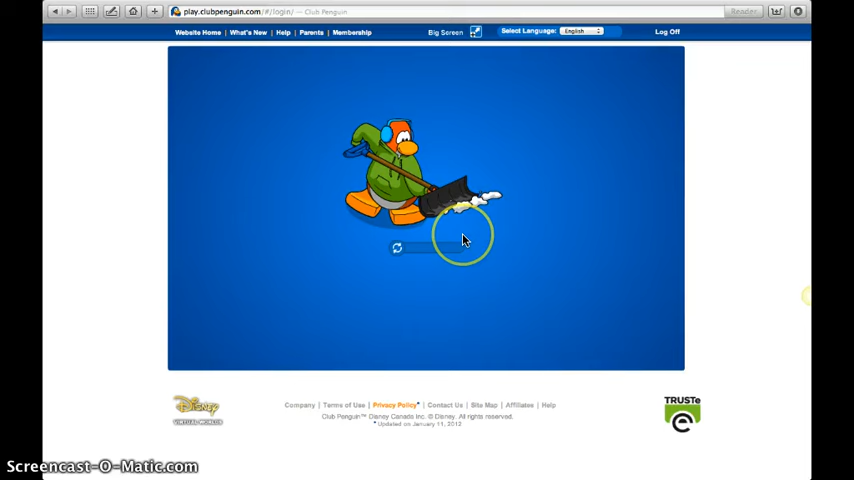 play.clubpenguin.com/#/login/ — Club Penguin
Reader
Website Home | What's New | Help | Parents | Membership
Big Screen
Select Language: English
Log Off
Disney
VIRTUAL WORLDS
Company | Terms of Use | Privacy Policy* | Contact Us | Site Map | Affiliates | Help
Club Penguin™ Disney Canada Inc. © Disney. All rights reserved.
* Updated on January 11, 2012
TRUSTe
e
Screencast-O-Matic.com